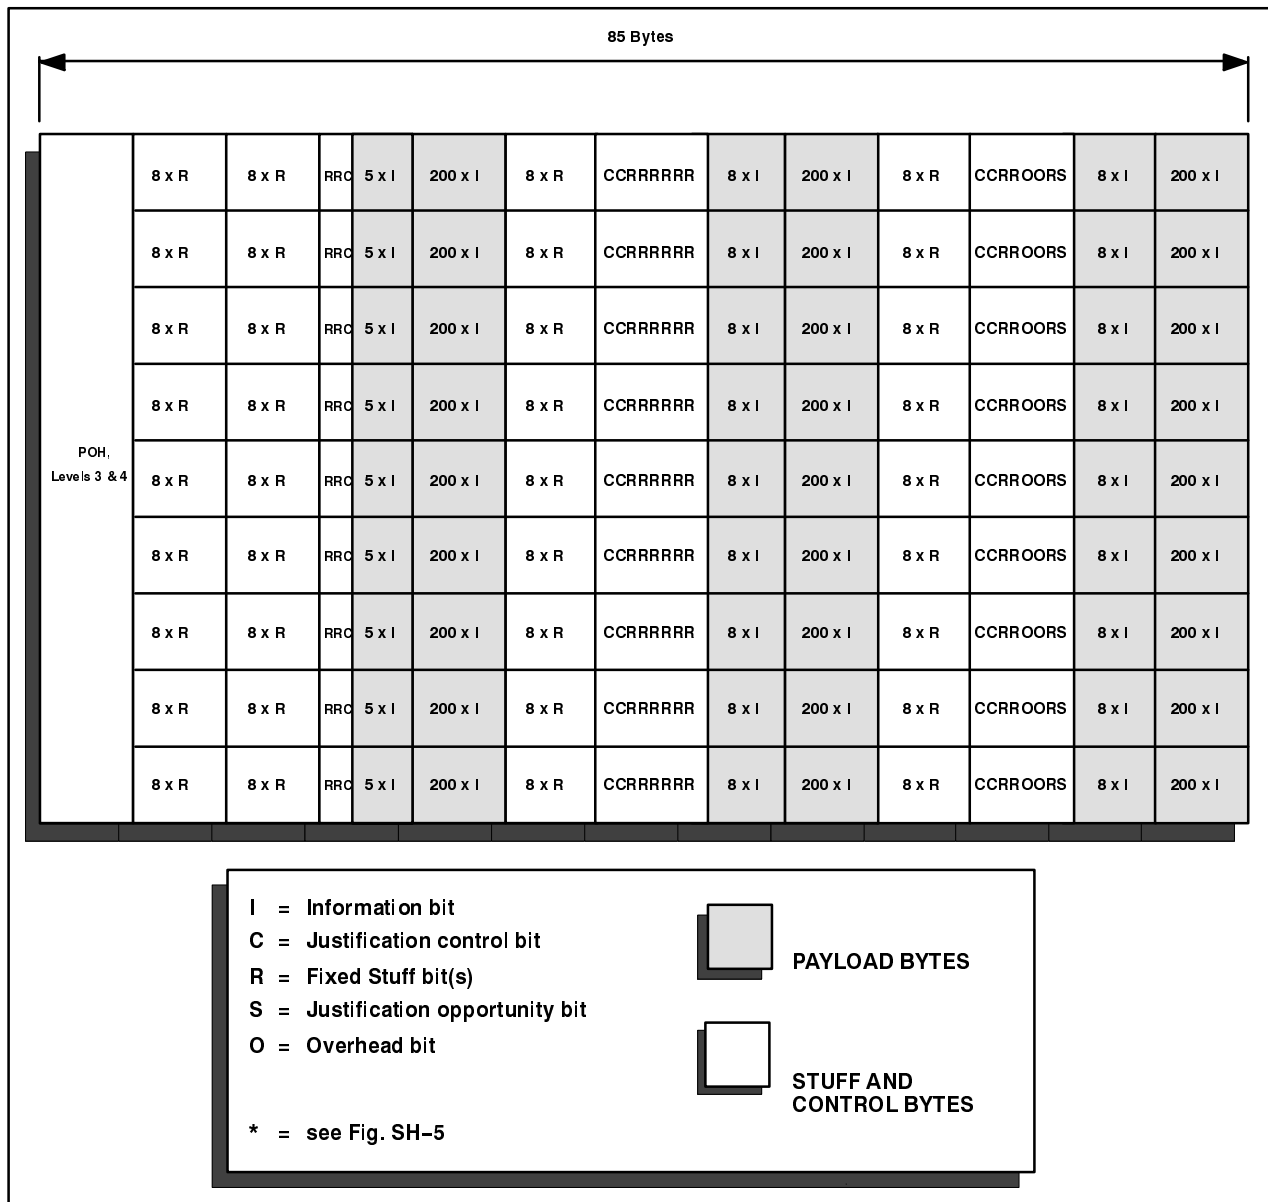 85 Bytes
8 x R 8 x R RRC 5 x I 200 x I 8 x R CCRRRRRR 8 x I 200 x I 8 x R CCRROORS 8 x I 200 x I
8 x R 8 x R RRC 5 x I 200 x I 8 x R CCRRRRRR 8 x I 200 x I 8 x R CCRROORS 8 x I 200 x I
8 x R 8 x R RRC 5 x I 200 x I 8 x R CCRRRRRR 8 x I 200 x I 8 x R CCRROORS 8 x I 200 x I
8 x R 8 x R RRC 5 x I 200 x I 8 x R CCRRRRRR 8 x I 200 x I 8 x R CCRROORS 8 x I 200 x I
POH,
Levels 3 & 4
8 x R 8 x R RRC 5 x I 200 x I 8 x R CCRRRRRR 8 x I 200 x I 8 x R CCRROORS 8 x I 200 x I
8 x R 8 x R RRC 5 x I 200 x I 8 x R CCRRRRRR 8 x I 200 x I 8 x R CCRROORS 8 x I 200 x I
8 x R 8 x R RRC 5 x I 200 x I 8 x R CCRRRRRR 8 x I 200 x I 8 x R CCRROORS 8 x I 200 x I
8 x R 8 x R RRC 5 x I 200 x I 8 x R CCRRRRRR 8 x I 200 x I 8 x R CCRROORS 8 x I 200 x I
8 x R 8 x R RRC 5 x I 200 x I 8 x R CCRRRRRR 8 x I 200 x I 8 x R CCRROORS 8 x I 200 x I
I = Information bit
C = Justification control bit
R = Fixed Stuff bit(s)
S = Justification opportunity bit
O = Overhead bit
* = see Fig. SH–5
PAYLOAD BYTES
STUFF AND
CONTROL BYTES